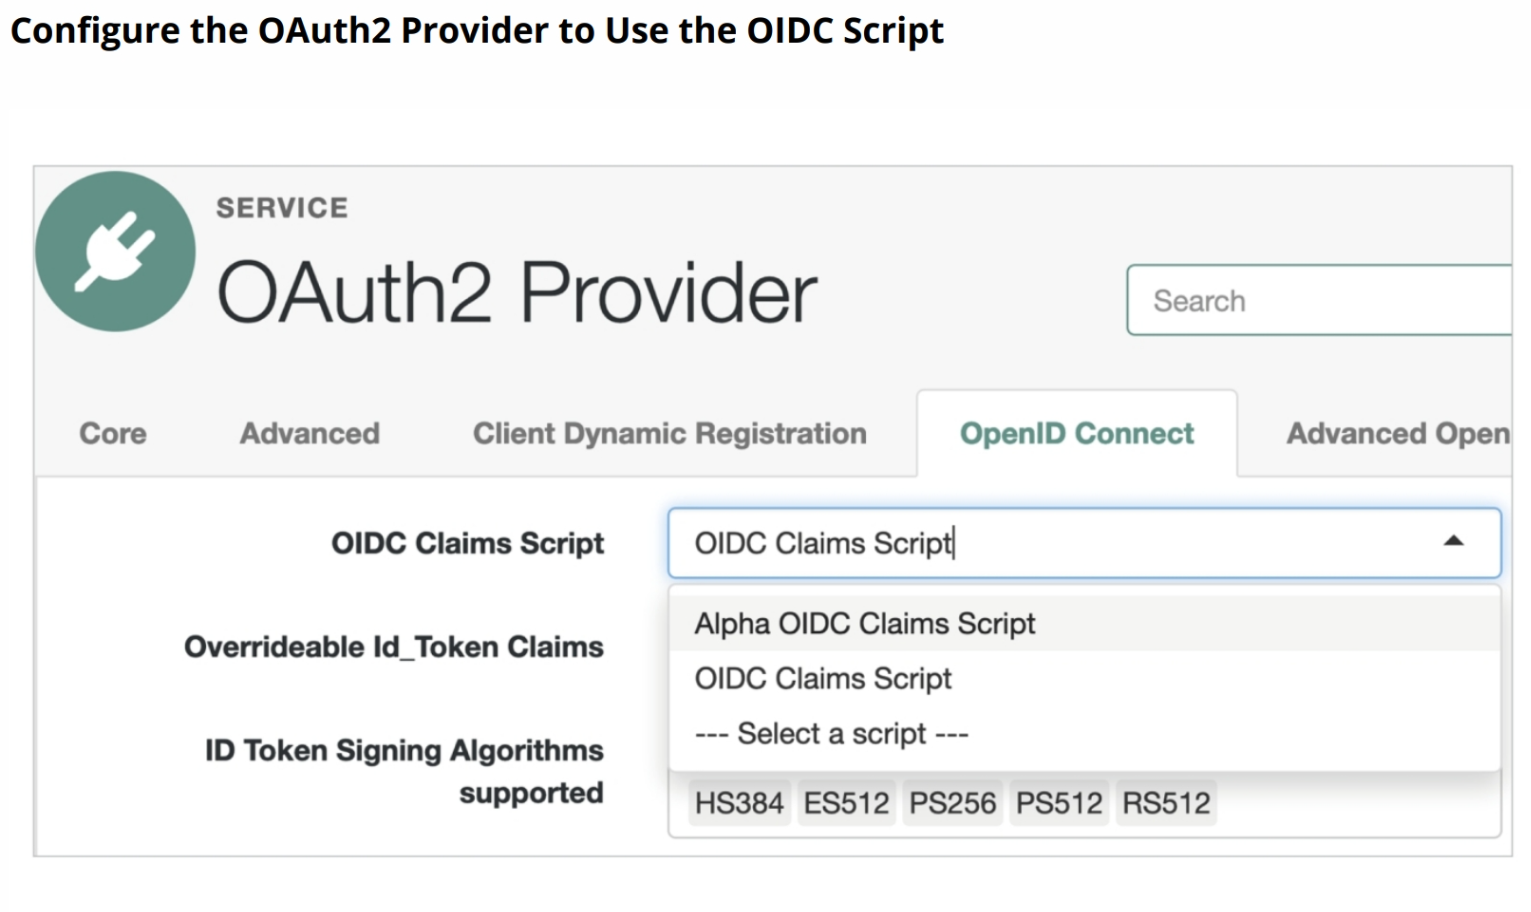 Configure the OAuth2 Provider to Use the OIDC Script
SERVICE
OAuth2 Provider
Search
Core Advanced Client Dynamic Registration OpenID Connect Advanced Open
OIDC Claims Script OIDC Claims Script
Alpha OIDC Claims Script
Overrideable Id_Token Claims
OIDC Claims Script
--- Select a script ---
ID Token Signing Algorithms
supported
HS384 ES512 PS256 PS512 RS512